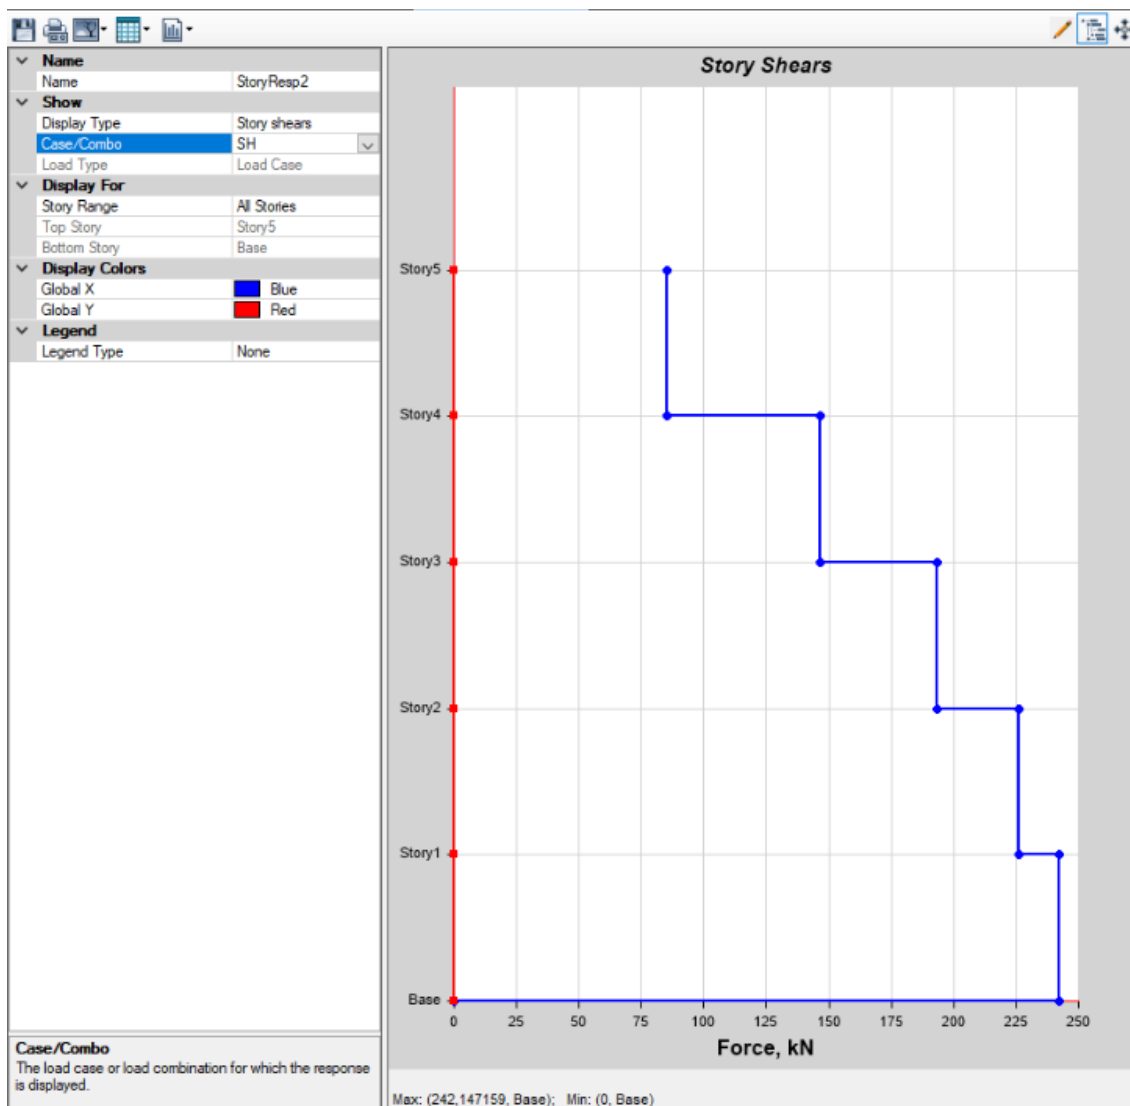 Name
Name StoryResp2
Show
Display Type Story shears
Case/Combo SH
Load Type Load Case
Display For
Story Range All Stories
Top Story Story5
Bottom Story Base
Display Colors
Global X Blue
Global Y Red
Legend
Legend Type None
Case/Combo
The load case or load combination for which the response
is displayed.
Story Shears
Story5
Story4
Story3
Story2
Story1
Base
0 25 50 75 100 125 150 175 200 225 250
Force, kN
Max: (242,147159, Base); Min: (0, Base)